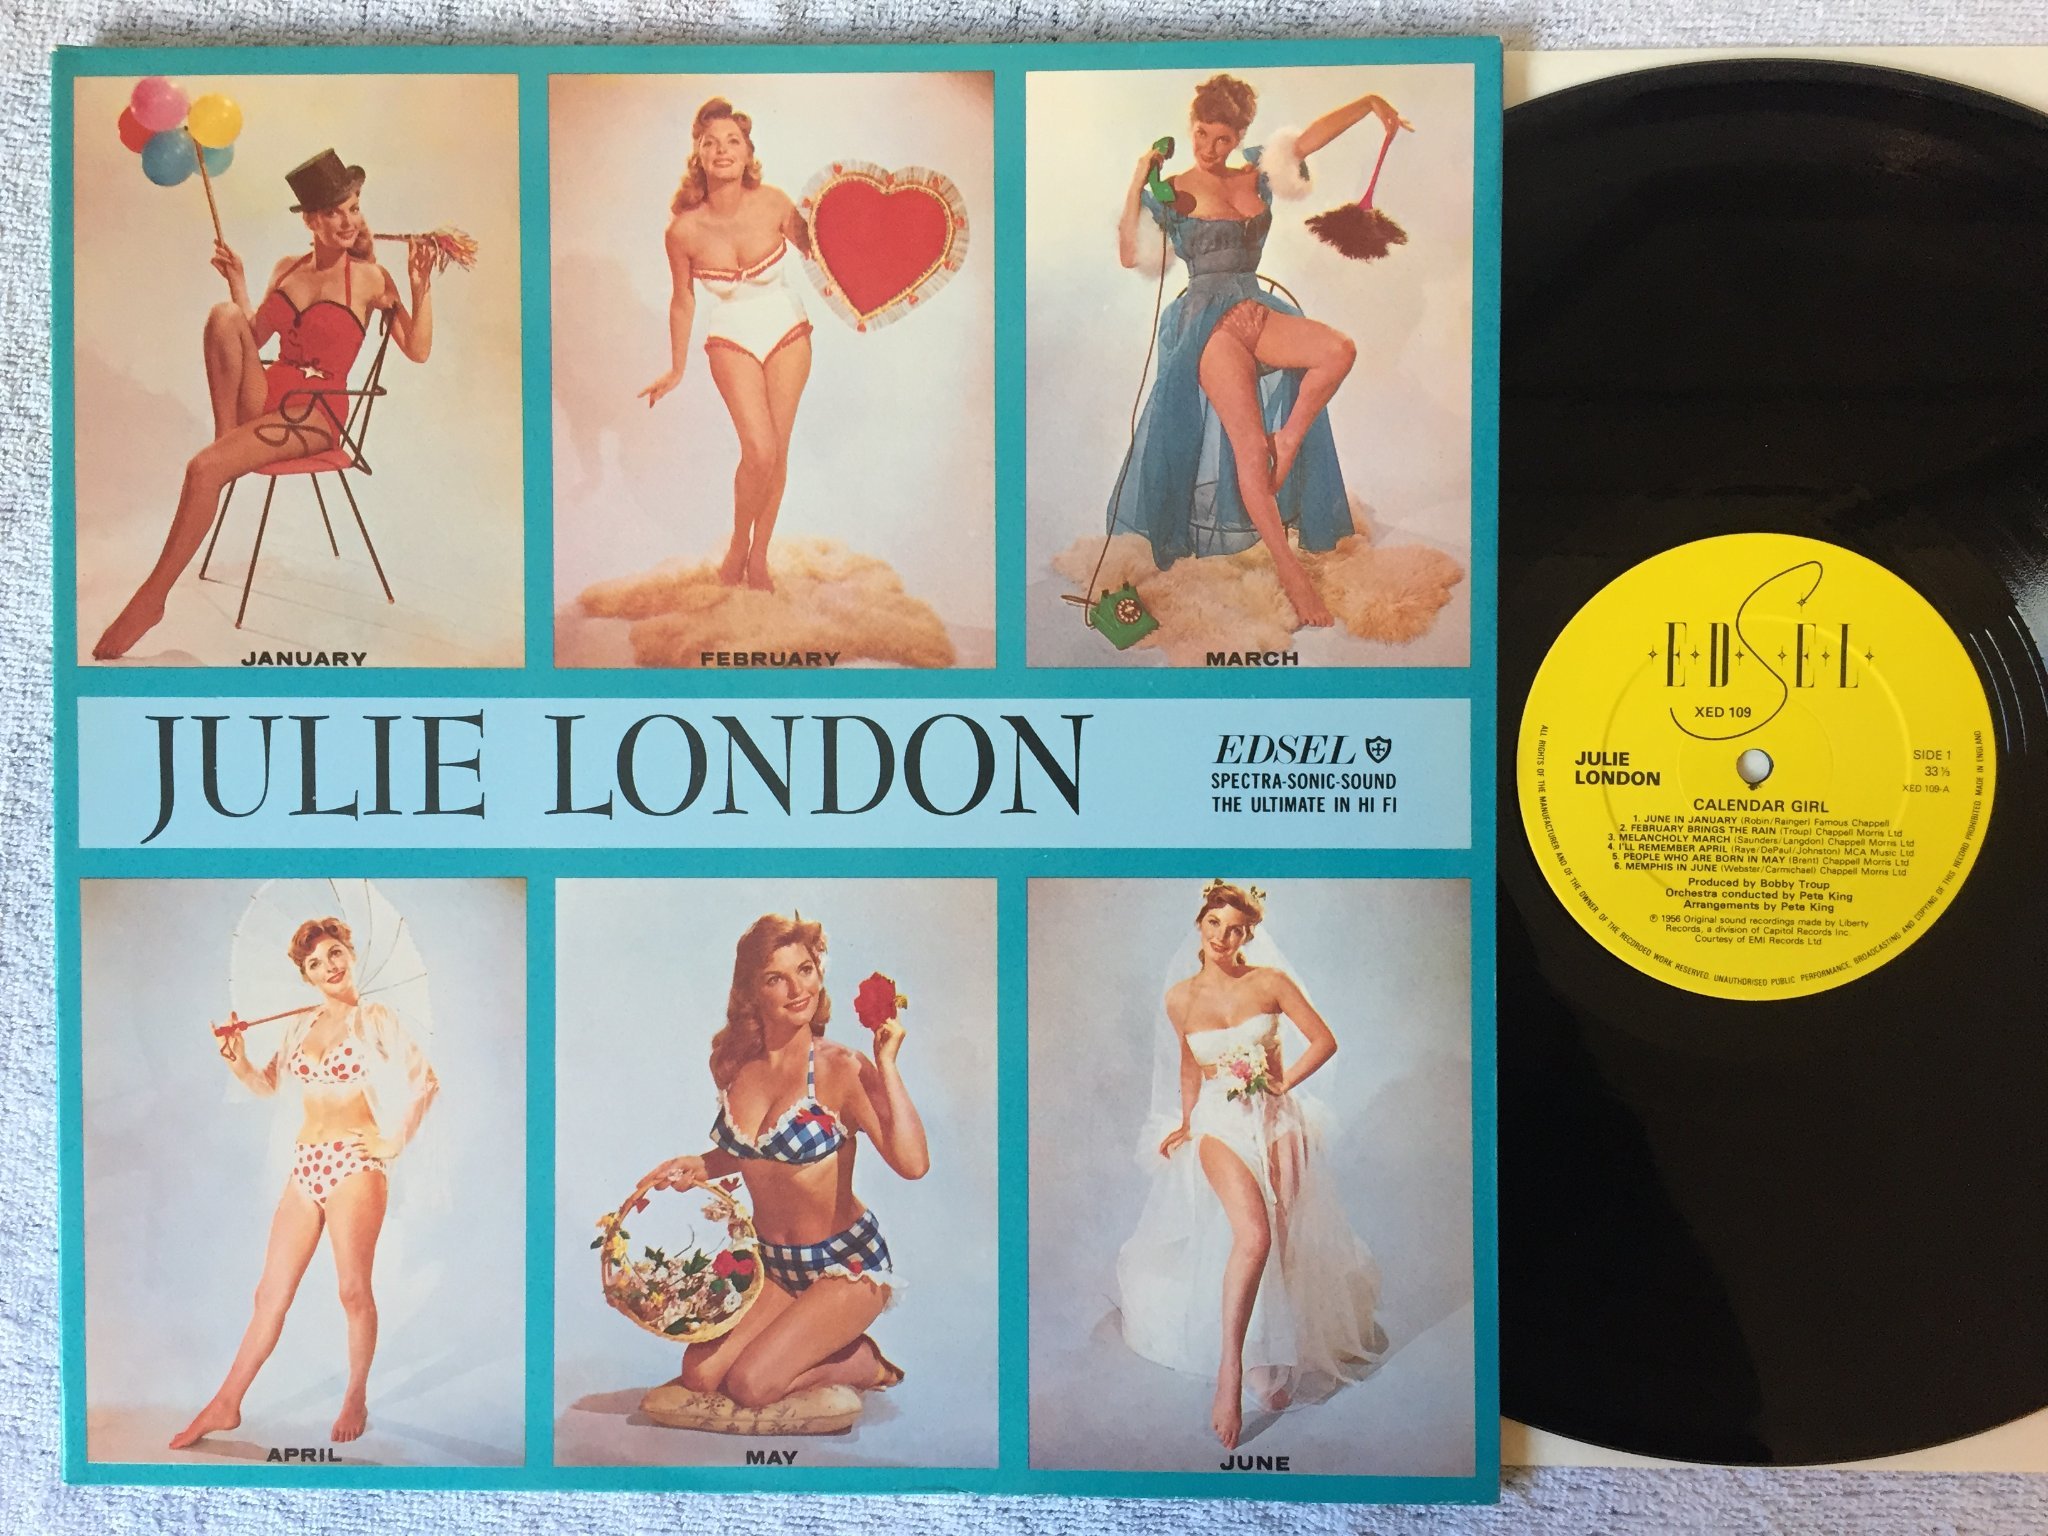 JANUARY
FEBRUARY
MARCH
JULIE LONDON
EDSEL
SPECTRA-SONIC-SOUND
THE ULTIMATE IN HI FI
APRIL
MAY
JUNE
EDSEL
XED 109
JULIE
LONDON
SIDE 1
33⅓
XED 109-A
CALENDAR GIRL
1. JUNE IN JANUARY (Robin/Rainger) Famous Chappell
2. FEBRUARY BRINGS THE RAIN (Troup) Chappell Morris Ltd
3. MELANCHOLY MARCH (Saunders/Langdon) Chappell Morris Ltd
4. I'LL REMEMBER APRIL (Raye/DePaul/Johnston) MCA Music Ltd
5. PEOPLE WHO ARE BORN IN MAY (Brent) Chappell Morris Ltd
6. MEMPHIS IN JUNE (Webster/Carmichael) Chappell Morris Ltd
Produced by Bobby Troup
Orchestra conducted by Pete King
Arrangements by Pete King
℗ 1956 Original sound recordings made by Liberty
Records, a division of Capitol Records Inc.
Courtesy of EMI Records Ltd
ALL RIGHTS OF THE MANUFACTURER AND OF THE OWNER OF THE RECORDED WORK RESERVED. UNAUTHORISED PUBLIC PERFORMANCE, BROADCASTING AND COPYING OF THIS RECORD PROHIBITED. MADE IN ENGLAND